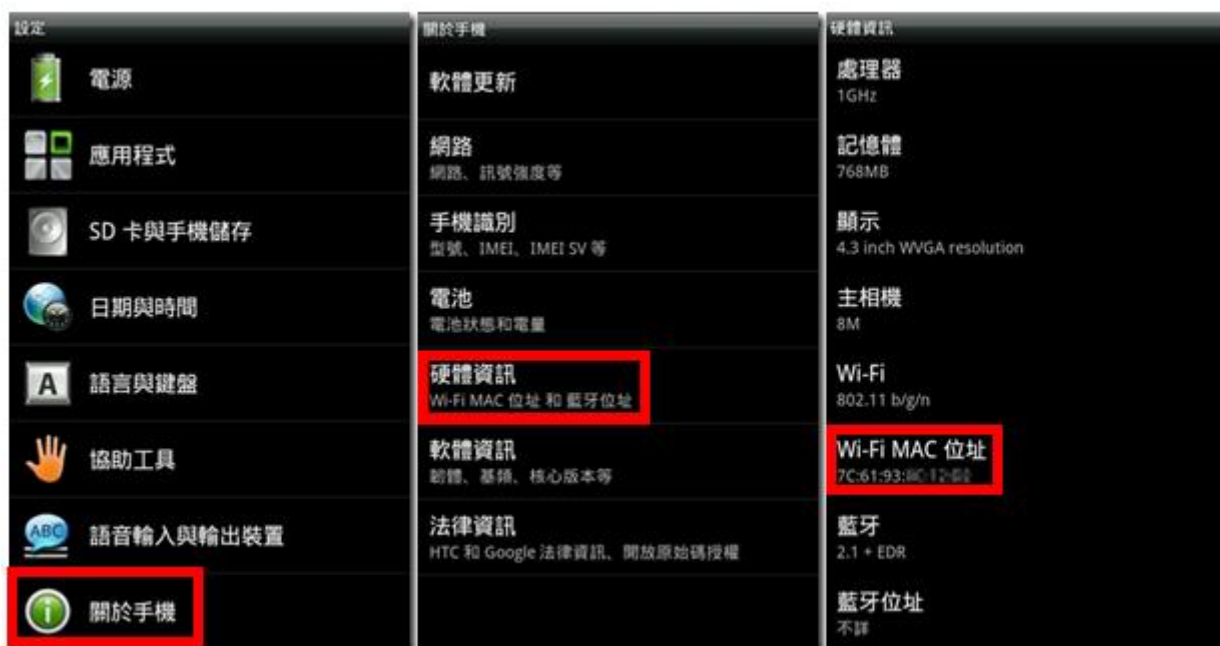 設定
電源
應用程式
SD 卡與手機儲存
日期與時間
A
語言與鍵盤
協助工具
ABC
語音輸入與輸出裝置
關於手機
關於手機
軟體更新
網路
網路、訊號強度等
手機識別
型號、IMEI、IMEI SV 等
電池
電池狀態和電量
硬體資訊
Wi-Fi MAC 位址 和 藍牙位址
軟體資訊
韌體、基頻、核心版本等
法律資訊
HTC 和 Google 法律資訊、開放原始碼授權
硬體資訊
處理器
1GHz
記憶體
768MB
顯示
4.3 inch WVGA resolution
主相機
8M
Wi-Fi
802.11 b/g/n
Wi-Fi MAC 位址
7C:61:93:
藍牙
2.1 + EDR
藍牙位址
不詳